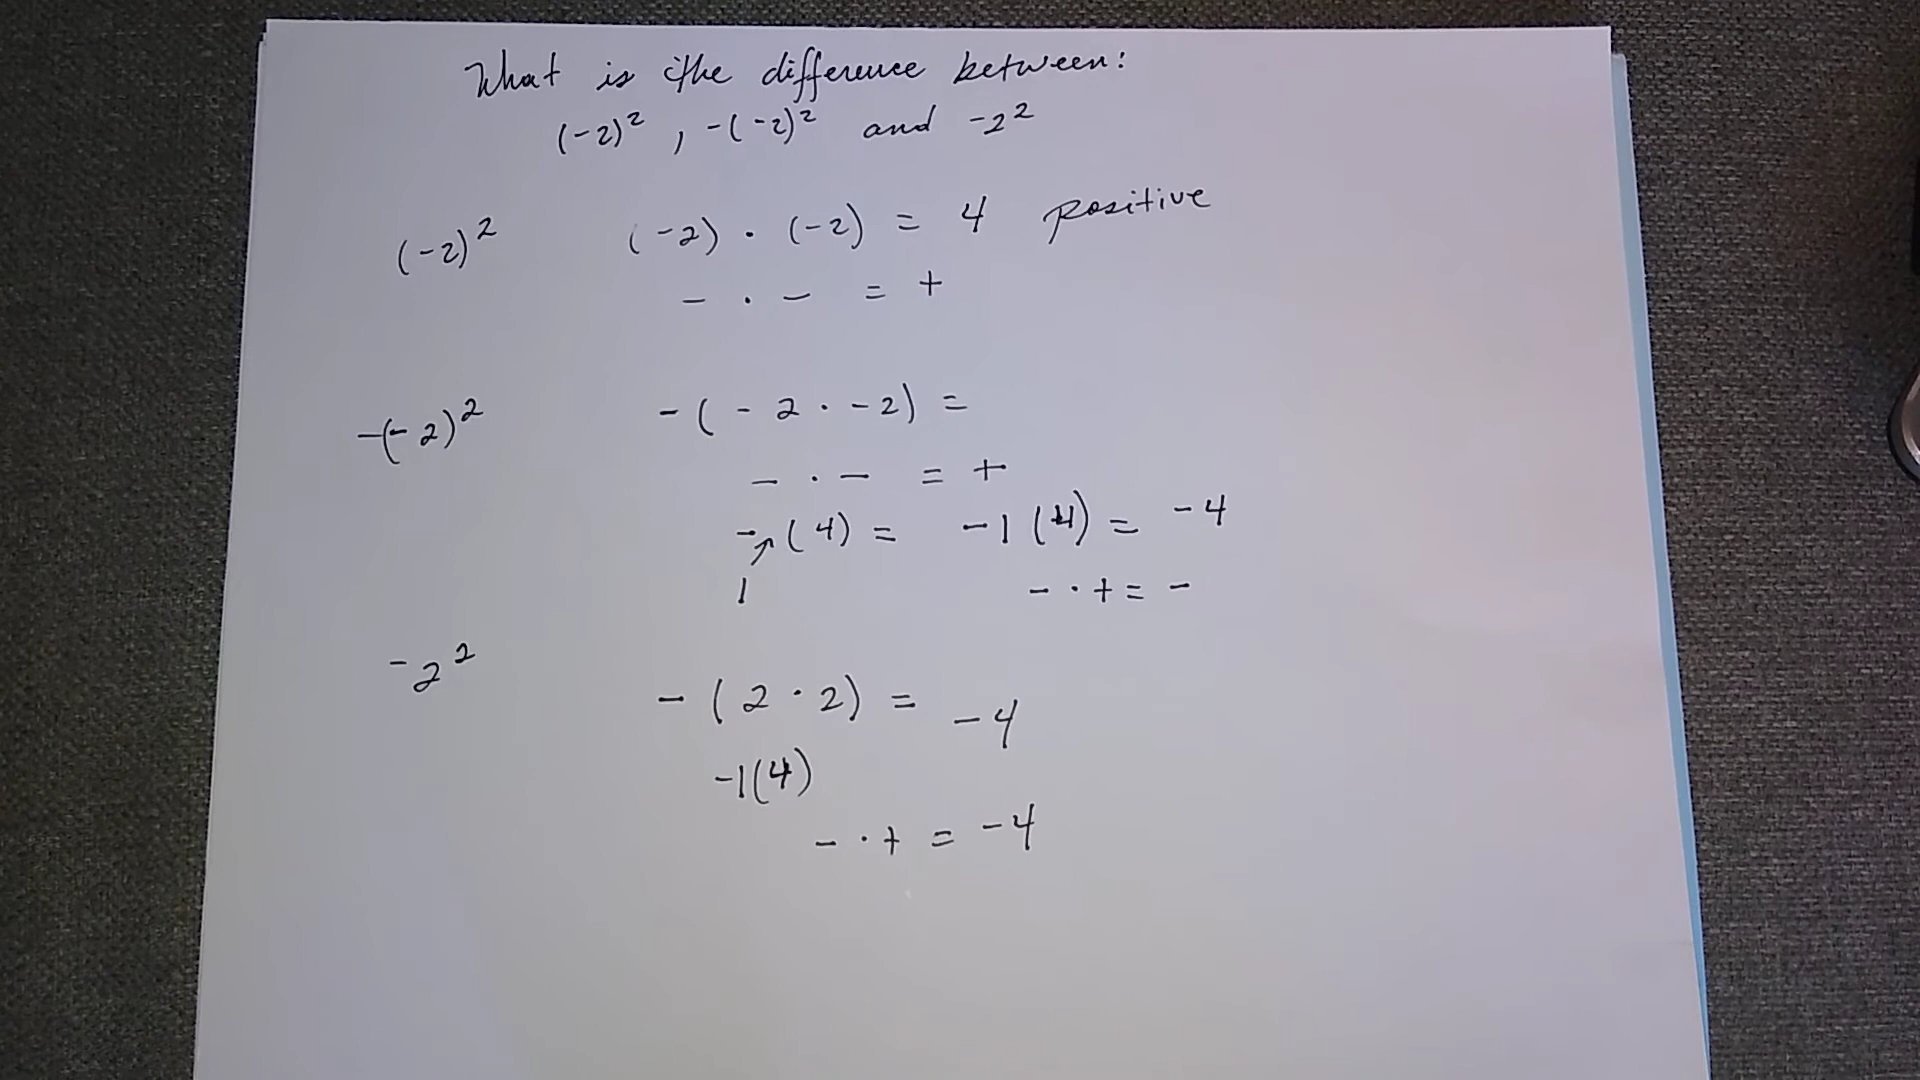 What is the difference between:
(-2)², -(-2)² and -2²
(-2)² (-2) · (-2) = 4 positive
- · - = +
-(-2)² -(-2 · -2) =
- · - = +
-(4) = -1(4) = -4
1 - · + = -
-2² -(2 · 2) = -4
-1(4)
- · + = -4